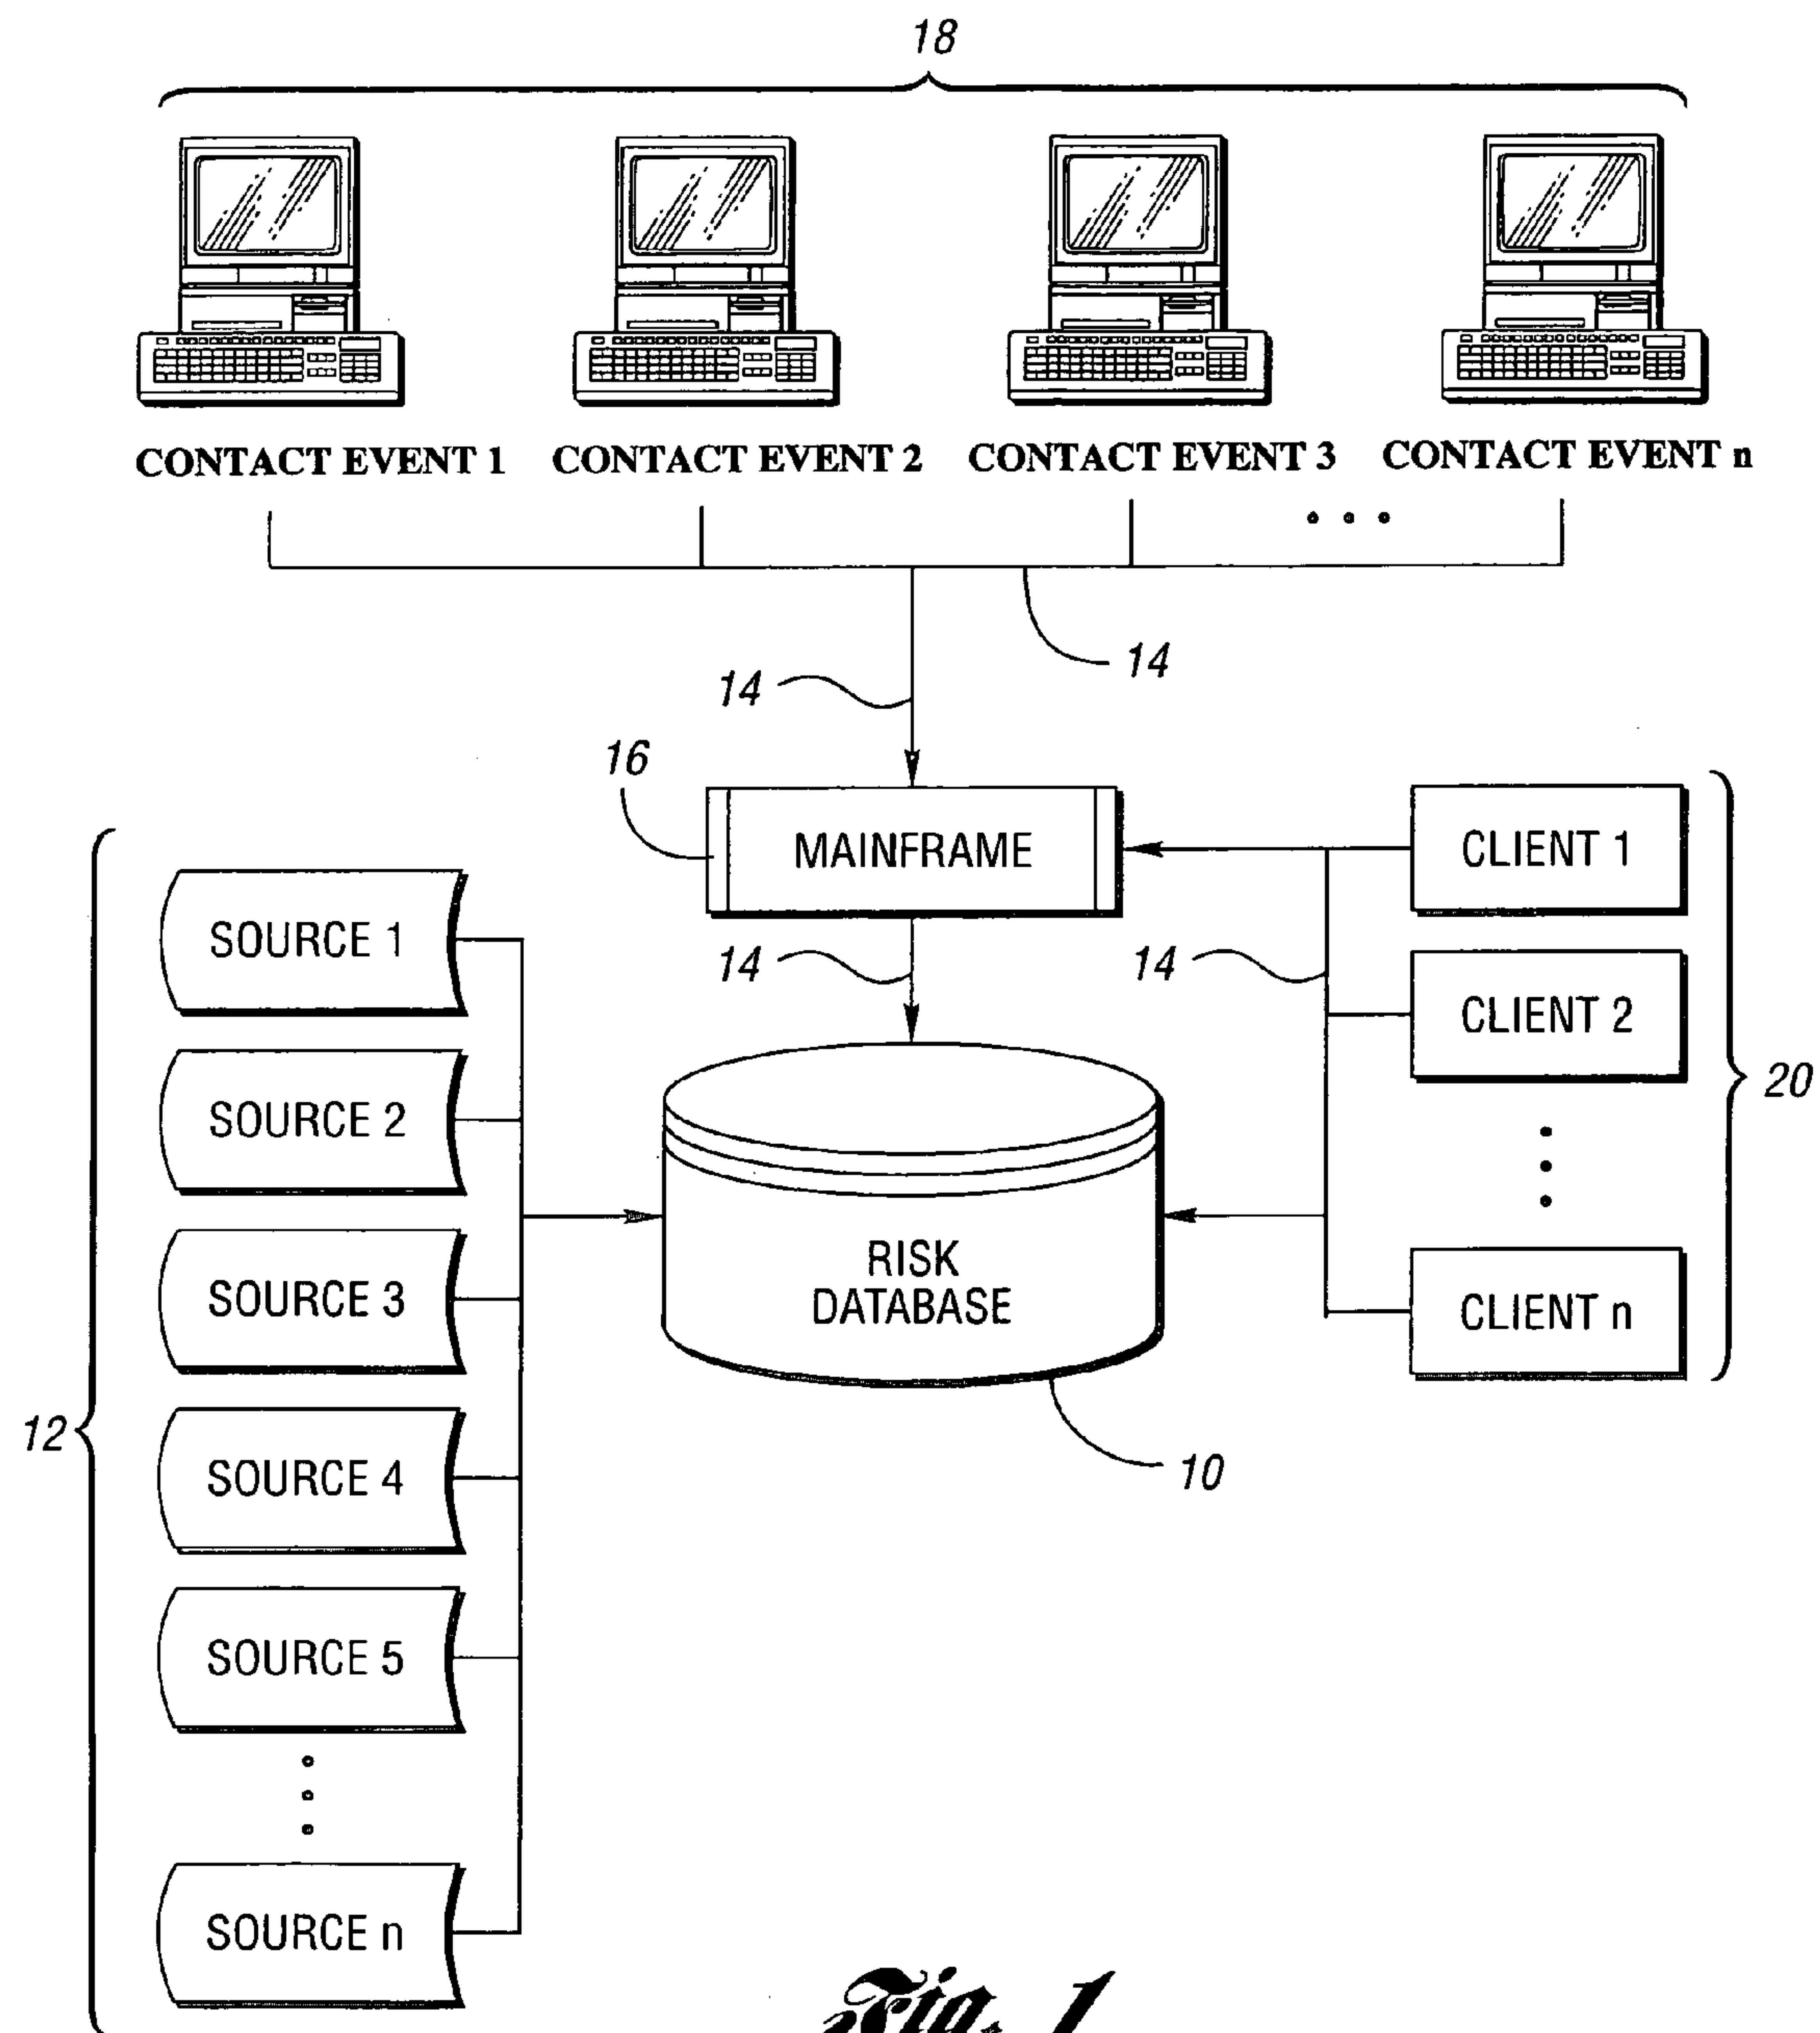 18
CONTACT EVENT 1 CONTACT EVENT 2 CONTACT EVENT 3 CONTACT EVENT n
14
14
16
MAINFRAME
CLIENT 1
SOURCE 1
14
14
CLIENT 2
SOURCE 2
20
RISK
DATABASE
SOURCE 3
CLIENT n
12
10
SOURCE 4
SOURCE 5
SOURCE n
Fig. 1